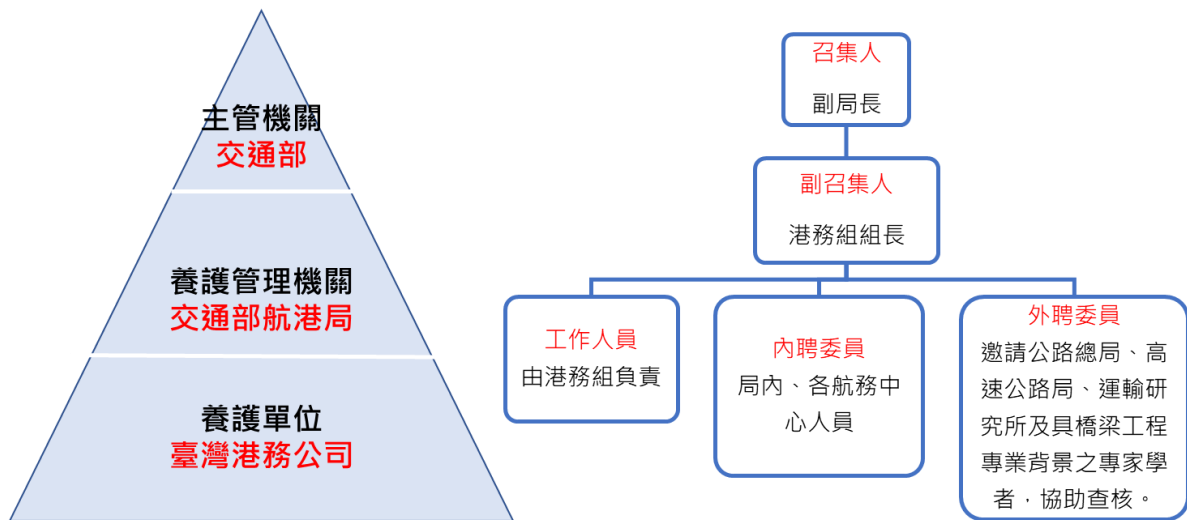 主管機關
交通部
養護管理機關
交通部航港局
養護單位
臺灣港務公司
召集人
副局長
副召集人
港務組組長
工作人員
由港務組負責
內聘委員
局內、各航務中
心人員
外聘委員
邀請公路總局、高
速公路局、運輸研
究所及具橋梁工程
專業背景之專家學
者，協助查核。